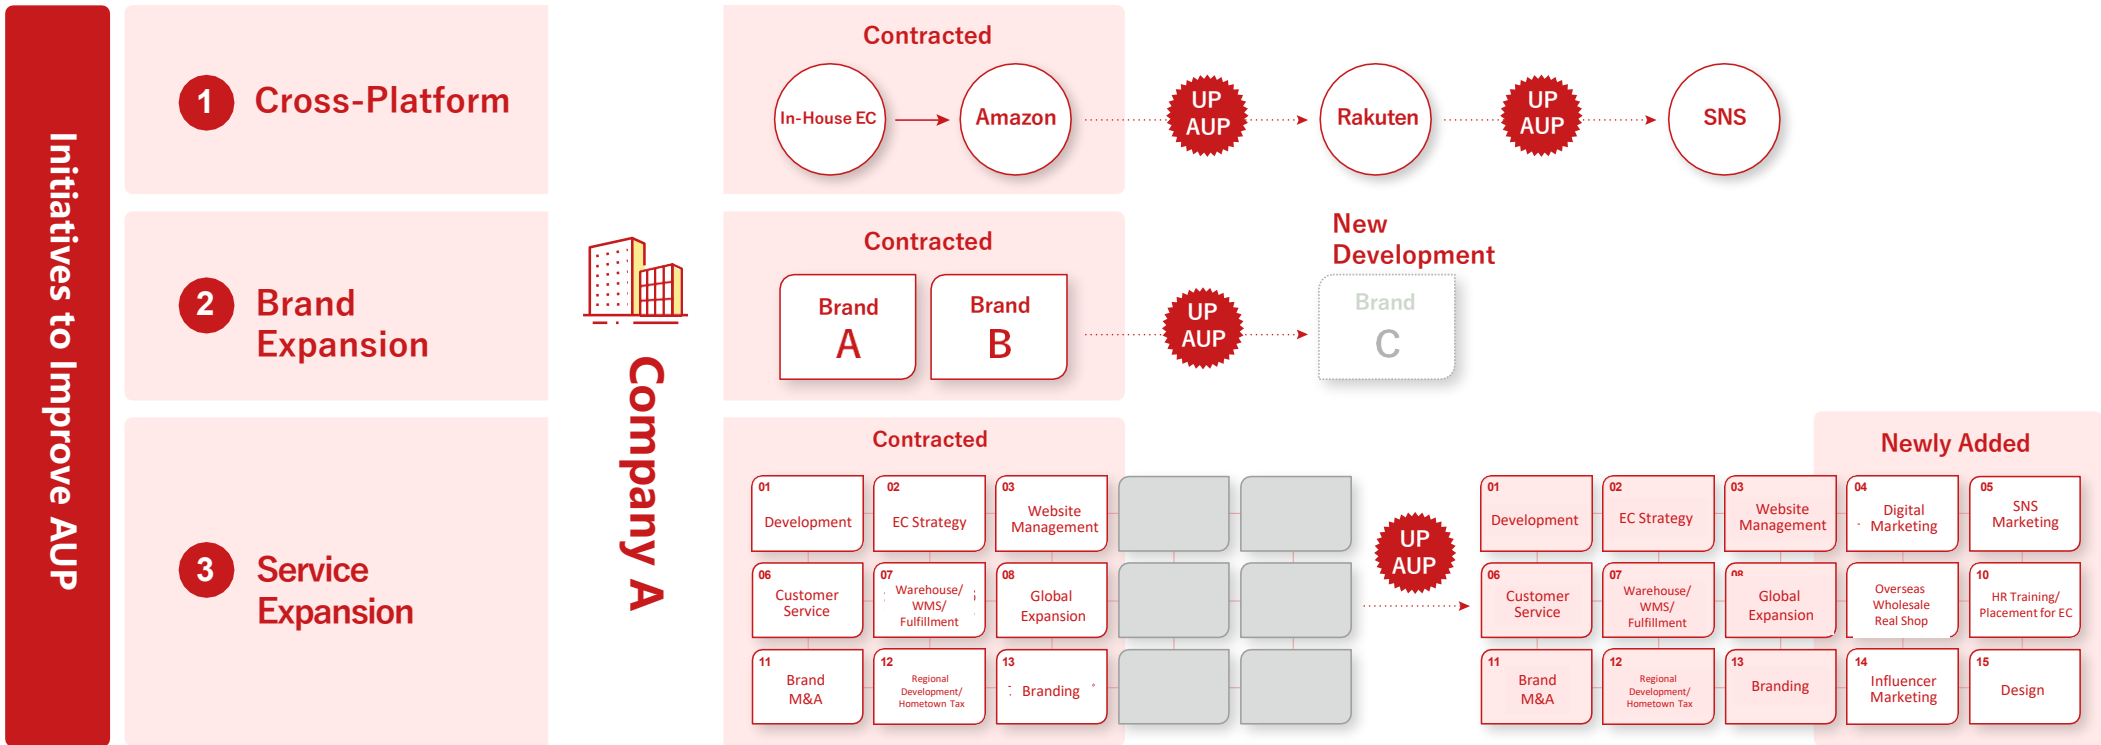 Initiatives to Improve AUP
1
Cross-Platform
Contracted
In-House EC
Amazon
UP
AUP
Rakuten
UP
AUP
SNS
2
Brand
Expansion
Company A
Contracted
Brand
A
Brand
B
UP
AUP
New
Development
Brand
C
3
Service
Expansion
Contracted
01
Development
02
EC Strategy
03
Website
Management
06
Customer
Service
07
Warehouse/
WMS/
Fulfillment
08
Global
Expansion
11
Brand
M&A
12
Regional
Development/
Hometown Tax
13
Branding
UP
AUP
Newly Added
01
Development
02
EC Strategy
03
Website
Management
04
Digital
Marketing
05
SNS
Marketing
06
Customer
Service
07
Warehouse/
WMS/
Fulfillment
08
Global
Expansion
Overseas
Wholesale
Real Shop
10
HR Training/
Placement for EC
11
Brand
M&A
12
Regional
Development/
Hometown Tax
13
Branding
14
Influencer
Marketing
15
Design